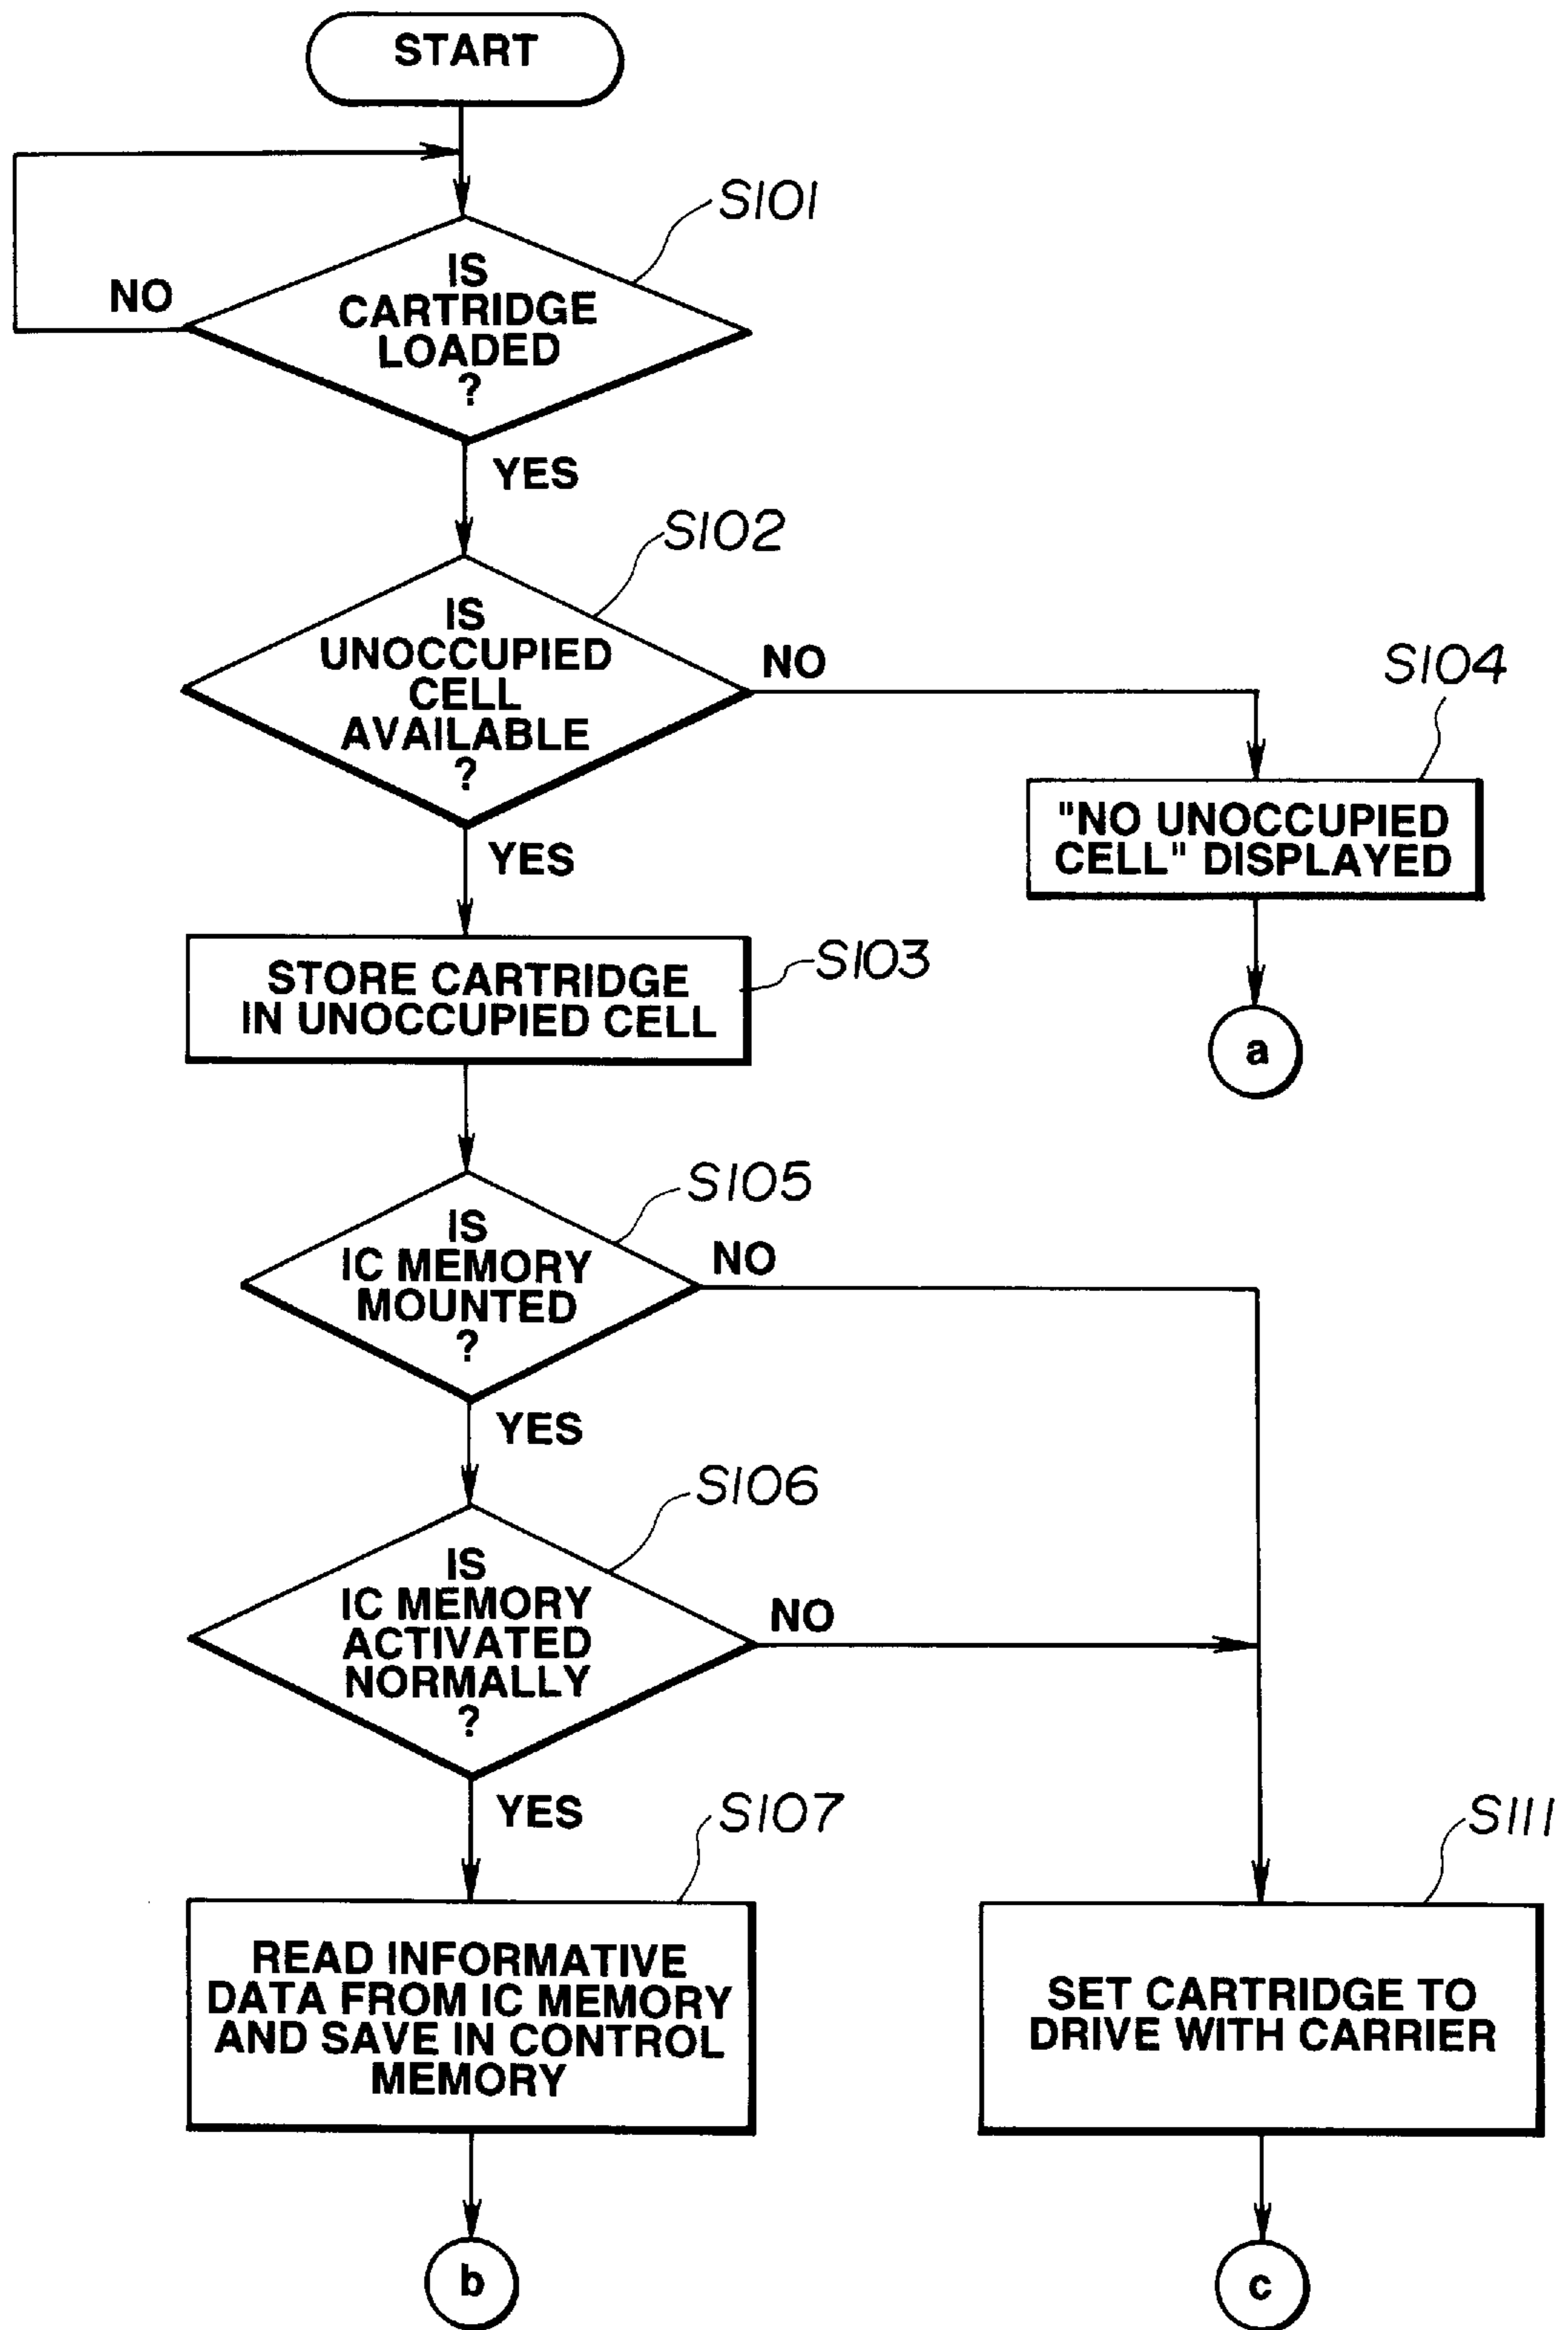 START
S101
IS
CARTRIDGE
LOADED
?
NO
YES
S102
IS
UNOCCUPIED
CELL
AVAILABLE
?
NO
YES
S104
"NO UNOCCUPIED
CELL" DISPLAYED
a
S103
STORE CARTRIDGE
IN UNOCCUPIED CELL
S105
IS
IC MEMORY
MOUNTED
?
NO
YES
S106
IS
IC MEMORY
ACTIVATED
NORMALLY
?
NO
YES
S107
READ INFORMATIVE
DATA FROM IC MEMORY
AND SAVE IN CONTROL
MEMORY
b
S111
SET CARTRIDGE TO
DRIVE WITH CARRIER
c